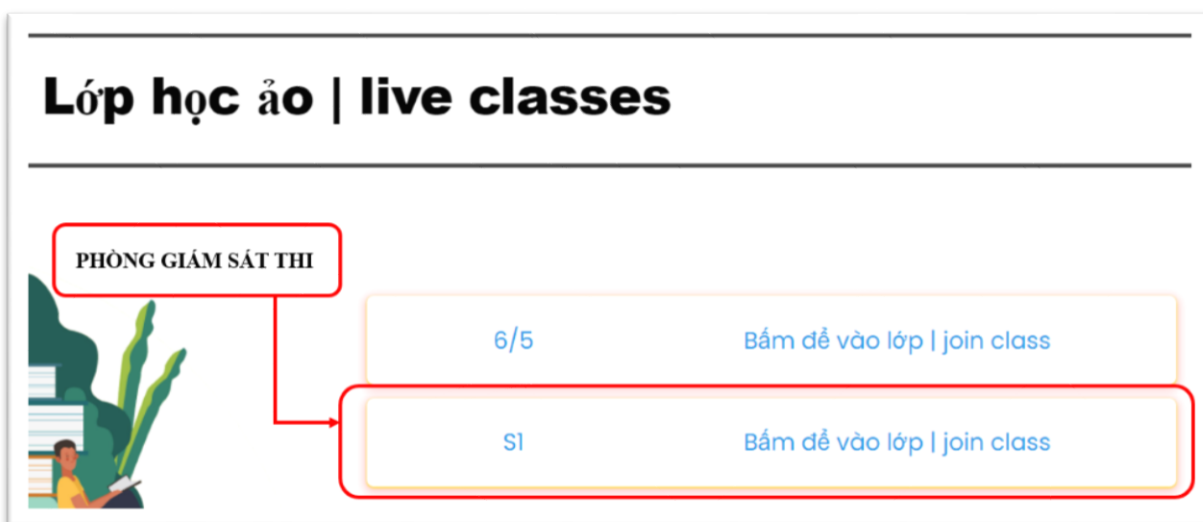 Lớp học ảo | live classes
PHÒNG GIÁM SÁT THI
6/5 Bấm để vào lớp | join class
S1 Bấm để vào lớp | join class